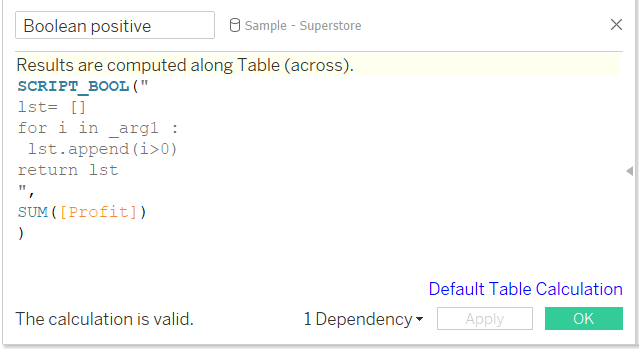 Boolean positive
Sample - Superstore
Results are computed along Table (across).
SCRIPT_BOOL("
lst= []
for i in _arg1 :
 lst.append(i>0)
return lst
",
SUM([Profit])
)
Default Table Calculation
The calculation is valid.
1 Dependency
Apply
OK